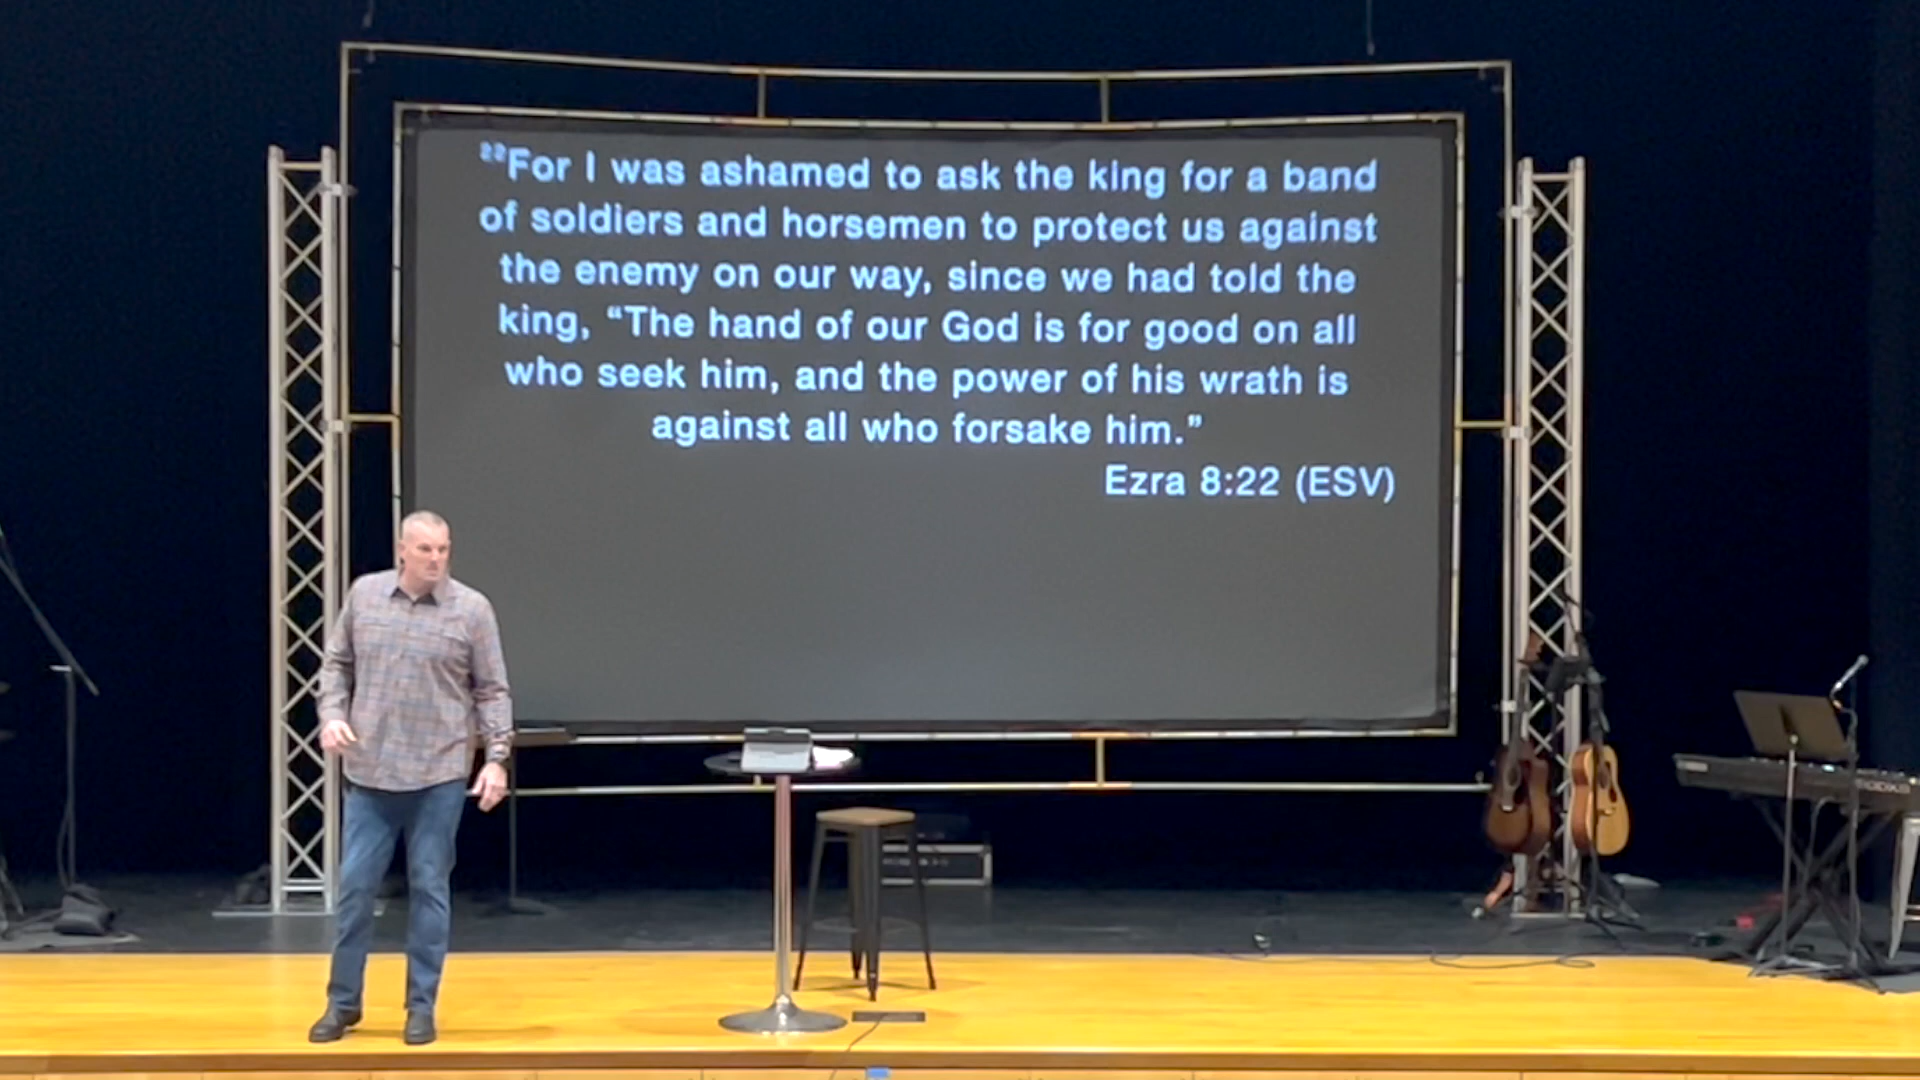 ²²For I was ashamed to ask the king for a band
of soldiers and horsemen to protect us against
the enemy on our way, since we had told the
king, “The hand of our God is for good on all
who seek him, and the power of his wrath is
against all who forsake him.”
Ezra 8:22 (ESV)